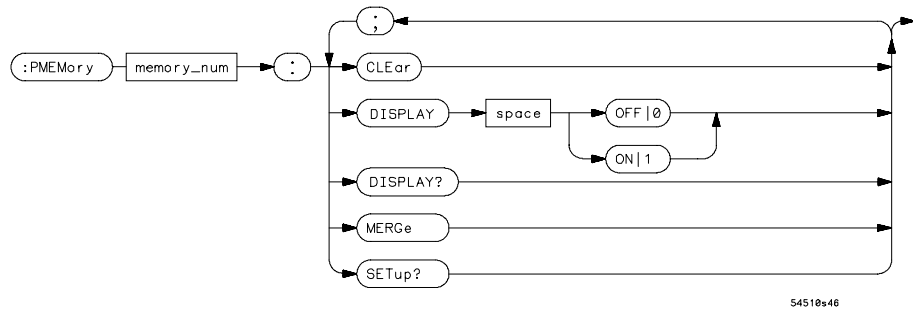 ;
:PMEMory memory_num : CLEar
DISPLAY space OFF|0
ON|1
DISPLAY?
MERGe
SETup?
54510s46